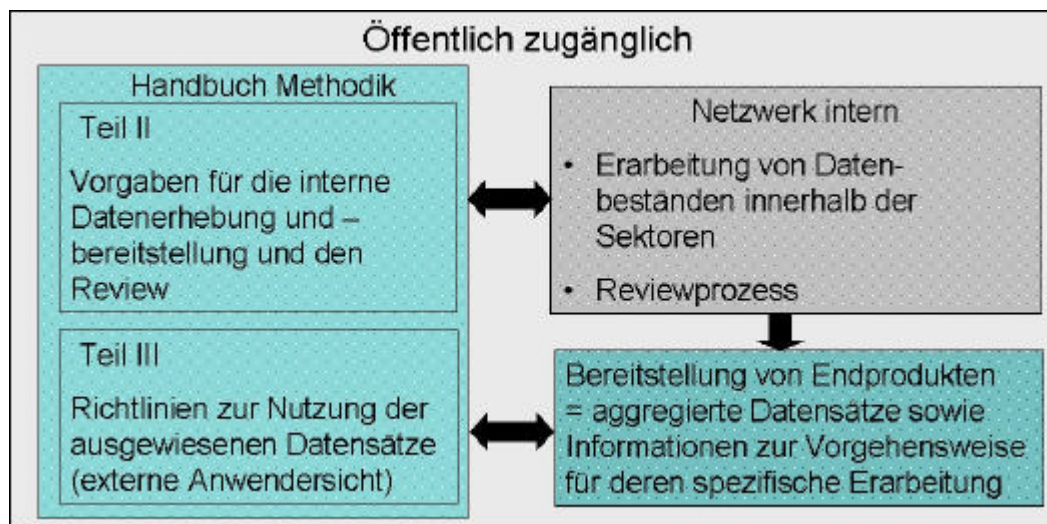 Öffentlich zugänglich
Handbuch Methodik
Teil II
Vorgaben für die interne
Datenerhebung und –
bereitstellung und den
Review
Teil III
Richtlinien zur Nutzung der
ausgewiesenen Datensätze
(externe Anwendersicht)
Netzwerk intern
• Erarbeitung von Daten-
beständen innerhalb der
Sektoren
• Reviewprozess
Bereitstellung von Endprodukten
= aggregierte Datensätze sowie
Informationen zur Vorgehensweise
für deren spezifische Erarbeitung